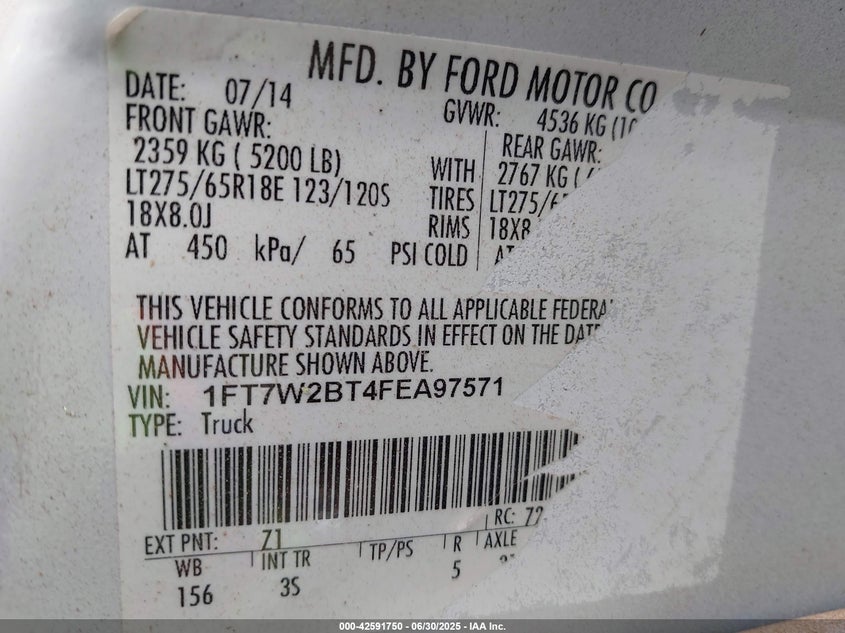 MFD. BY FORD MOTOR CO
DATE: 07/14
GVWR: 4536 KG
FRONT GAWR:
REAR GAWR:
2359 KG ( 5200 LB)
WITH
2767 KG
LT275/65R18E 123/120S
TIRES
18X8.0J
RIMS
18X8
AT 450 kPa/ 65 PSI COLD
THIS VEHICLE CONFORMS TO ALL APPLICABLE
VEHICLE SAFETY STANDARDS IN EFFECT ON THE
MANUFACTURE SHOWN ABOVE.
VIN: 1FT7W2BT4FEA97571
TYPE: Truck
RC:
EXT PNT: Z1
WB
INT TR
TP/PS
R
AXLE
156
3S
5
000-42591750 | 06/30/2025 - IAA Inc.